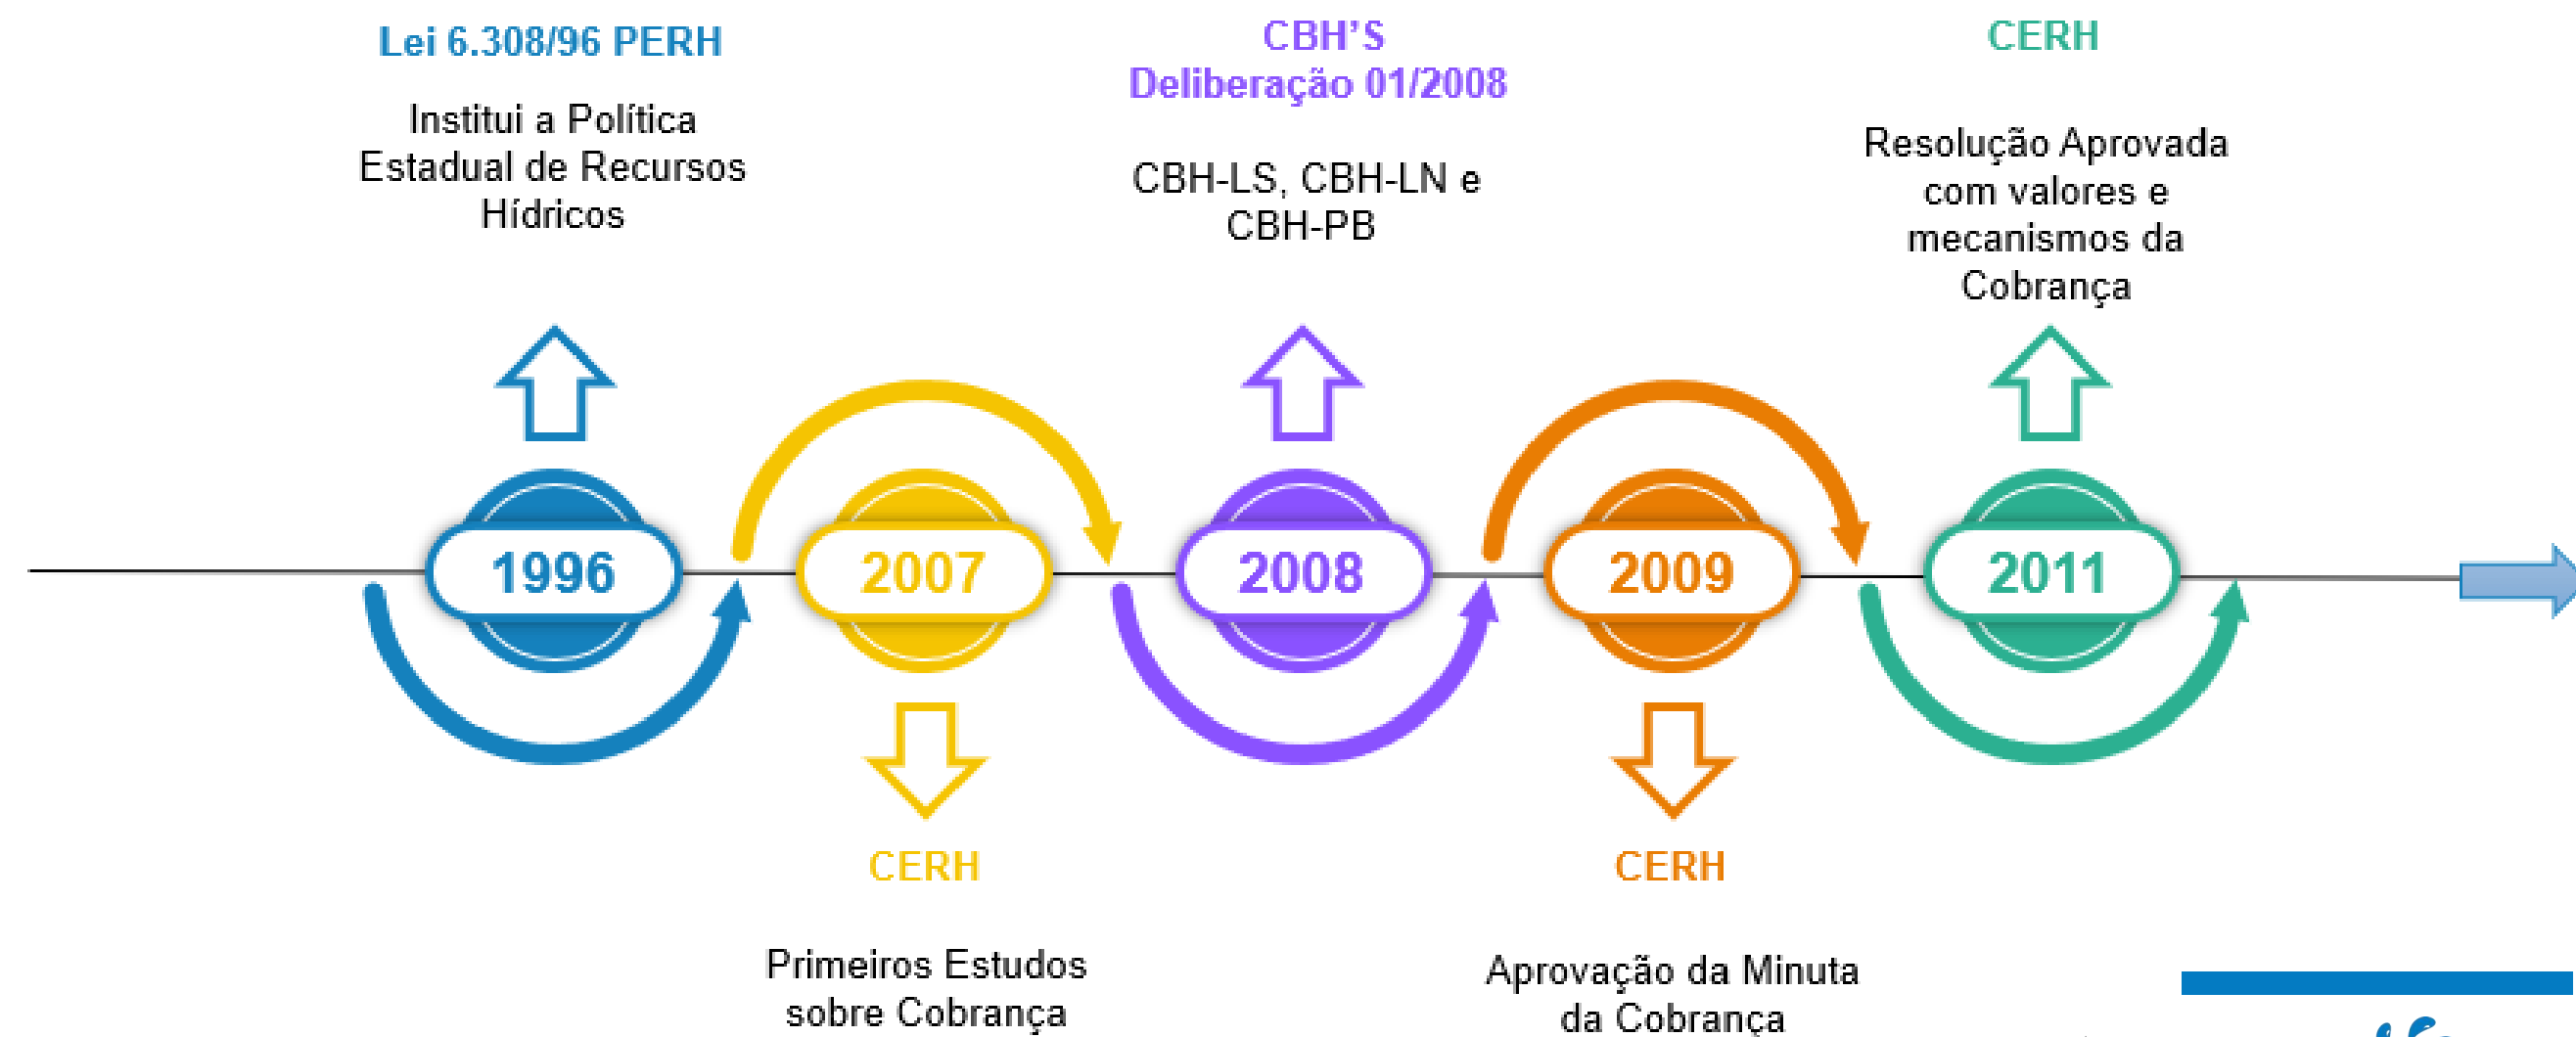 Lei 6.308/96 PERH
Institui a Política
Estadual de Recursos
Hídricos
CBH'S
Deliberação 01/2008
CBH-LS, CBH-LN e
CBH-PB
CERH
Resolução Aprovada
com valores e
mecanismos da
Cobrança
1996
2007
2008
2009
2011
CERH
Primeiros Estudos
sobre Cobrança
CERH
Aprovação da Minuta
da Cobrança